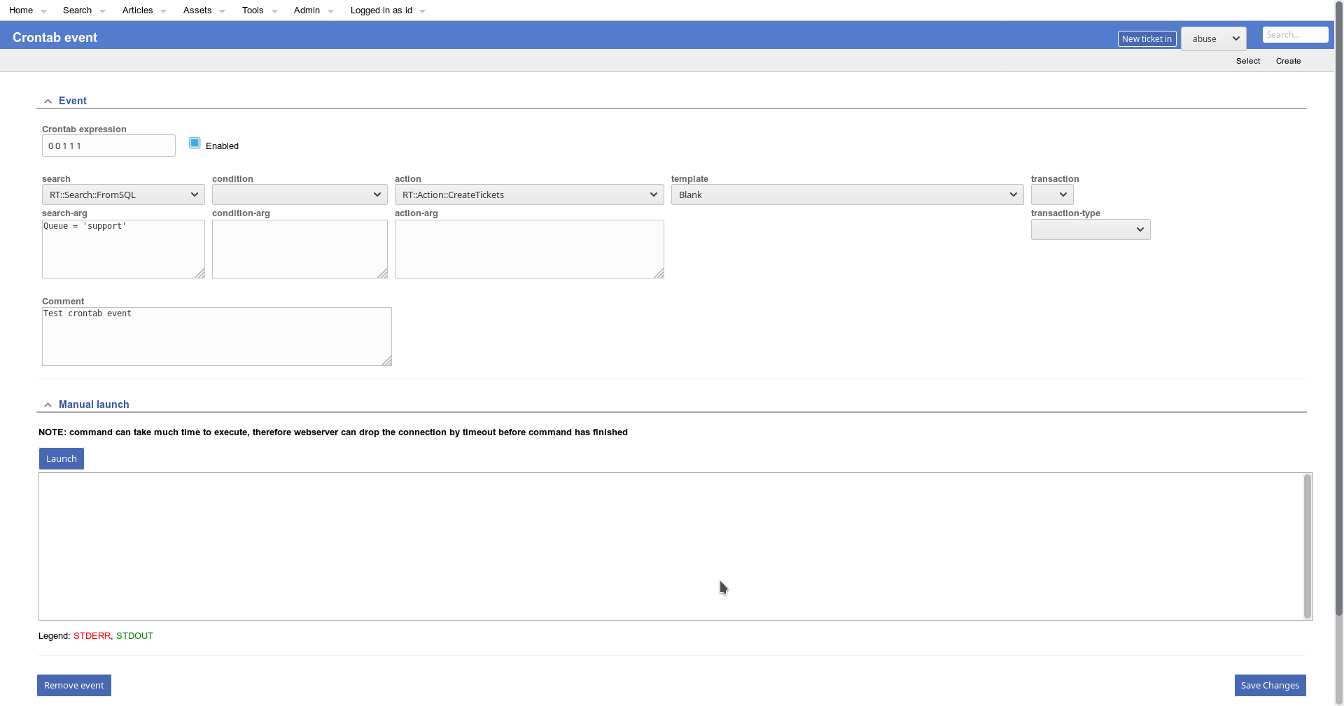 Home Search Articles Assets Tools Admin Logged in as id
Crontab event New ticket in abuse Search...
Select Create
Event
Crontab expression
0 0 1 1 1 Enabled
search condition action template transaction
RT::Search::FromSQL RT::Action::CreateTickets Blank
search-arg condition-arg action-arg transaction-type
Queue = 'support'
Comment
Test crontab event
Manual launch
NOTE: command can take much time to execute, therefore webserver can drop the connection by timeout before command has finished
Launch
Legend: STDERR, STDOUT
Remove event Save Changes